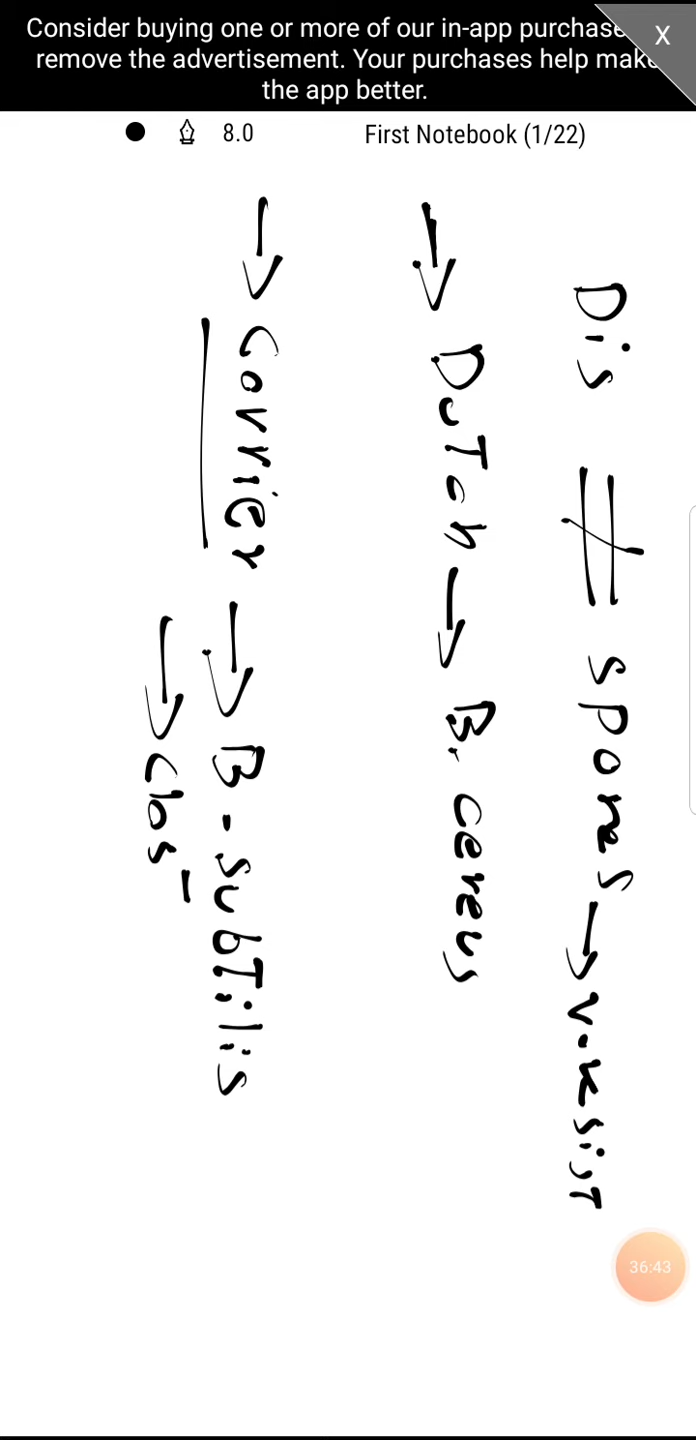 Consider buying one or more of our in-app purchase
remove the advertisement. Your purchases help make
the app better.
X
8.0 First Notebook (1/22)
Dis ≠ spores → v.resist
→ DuTch → B. cereus
→ Carrier → B. subTilis
→ Clos -
36:43